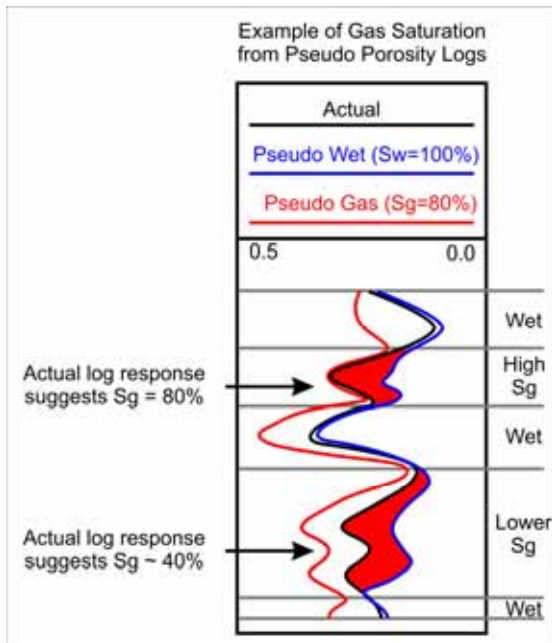 Example of Gas Saturation
from Pseudo Porosity Logs
Actual
Pseudo Wet (Sw=100%)
Pseudo Gas (Sg=80%)
0.5 0.0
Wet
High
Sg
Actual log response
suggests Sg = 80%
Wet
Lower
Sg
Actual log response
suggests Sg ~ 40%
Wet